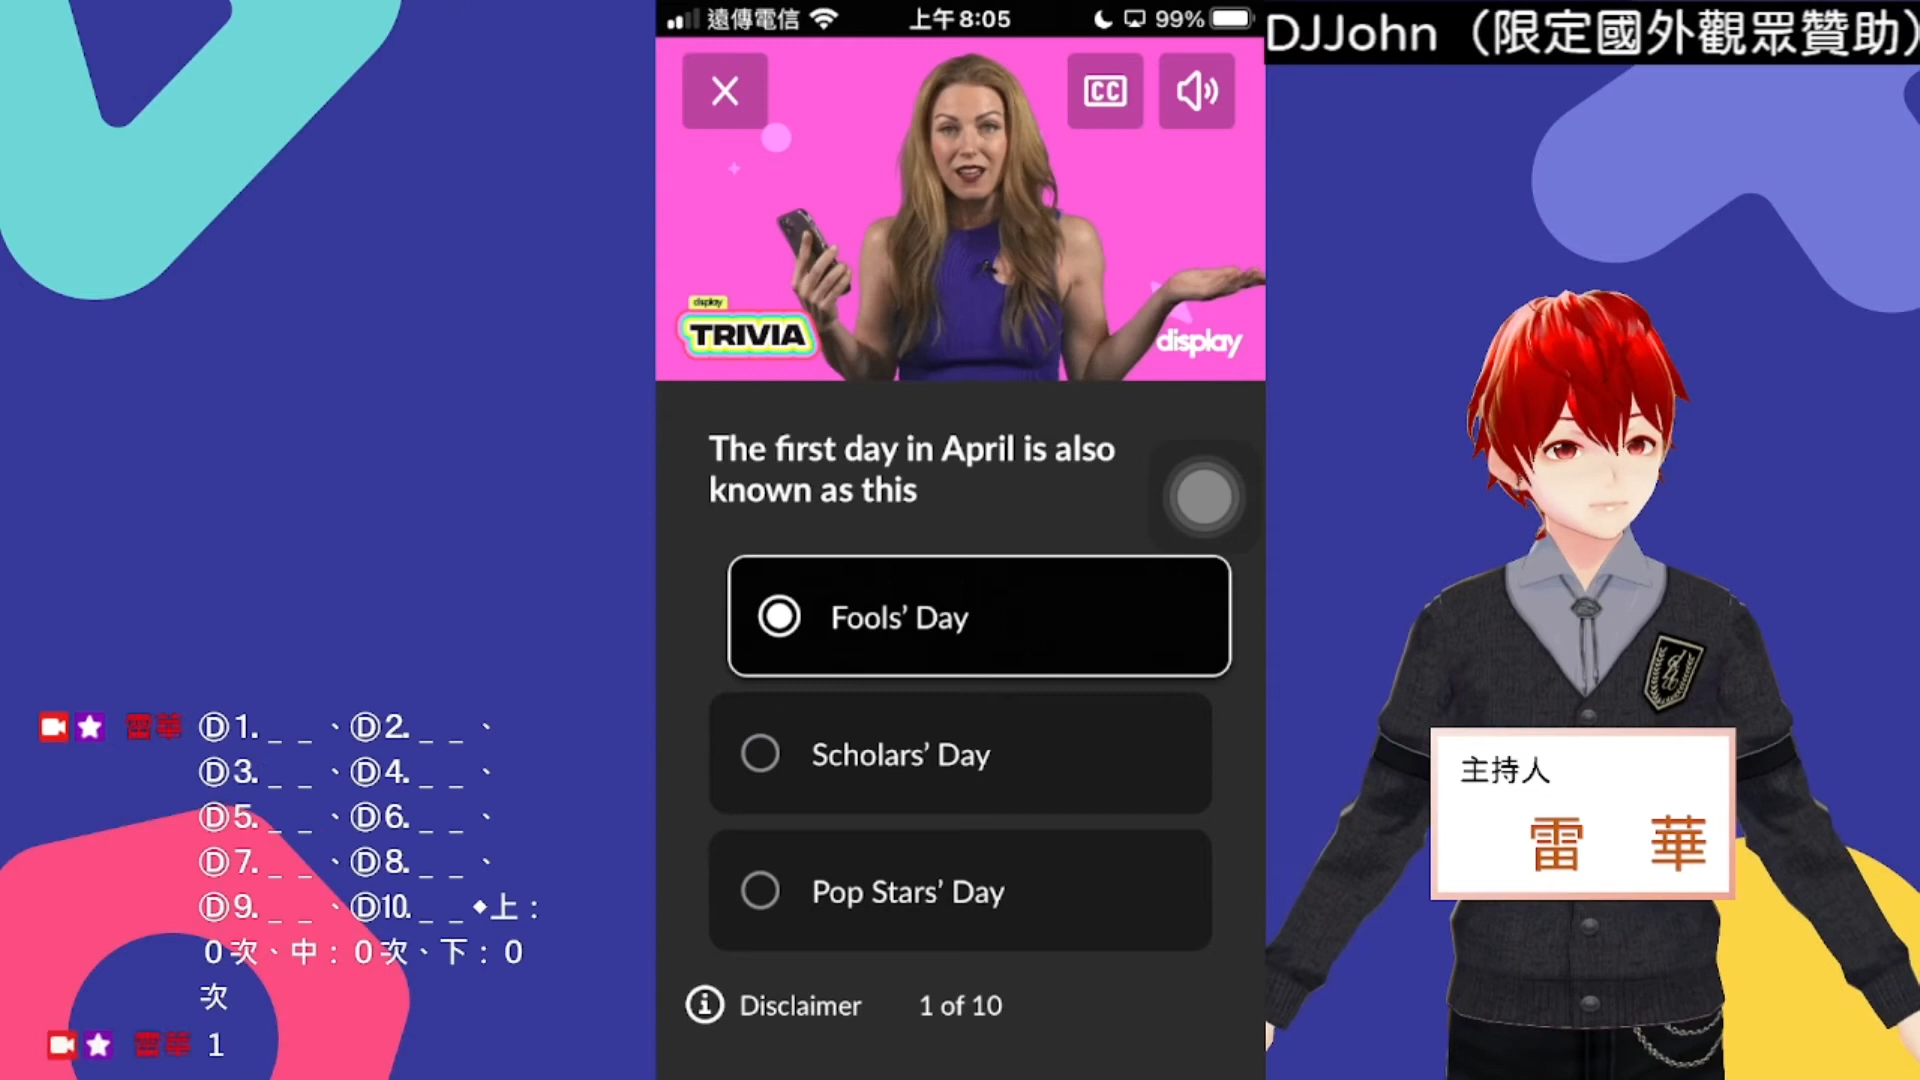 遠傳電信
上午8:05
99%
DJJohn（限定國外觀眾贊助）
CC
display
TRIVIA
display
The first day in April is also
known as this
Fools’ Day
Scholars’ Day
Pop Stars’ Day
Disclaimer
1 of 10
雷華 Ⓓ1. _ _ 、Ⓓ2. _ _ 、
Ⓓ3. _ _ 、Ⓓ4. _ _ 、
Ⓓ5. _ _ 、Ⓓ6. _ _ 、
Ⓓ7. _ _ 、Ⓓ8. _ _ 、
Ⓓ9. _ _ 、Ⓓ10. _ _ ◆上：
0次、中：0次、下：0
次
雷華 1
主持人
雷 華